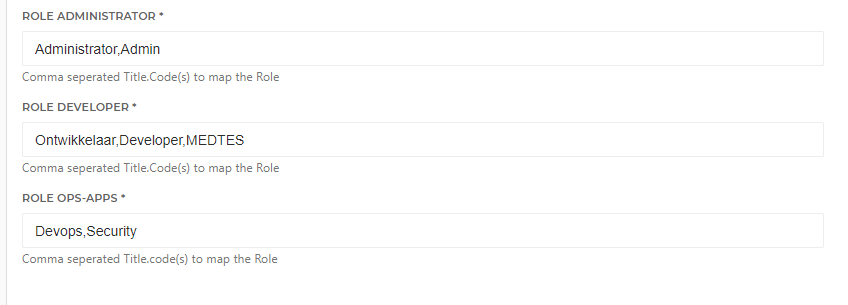 ROLE ADMINISTRATOR *
Administrator,Admin
Comma seperated Title.Code(s) to map the Role
ROLE DEVELOPER *
Ontwikkelaar,Developer,MEDTES
Comma seperated Title.Code(s) to map the Role
ROLE OPS-APPS *
Devops,Security
Comma seperated Title.code(s) to map the Role